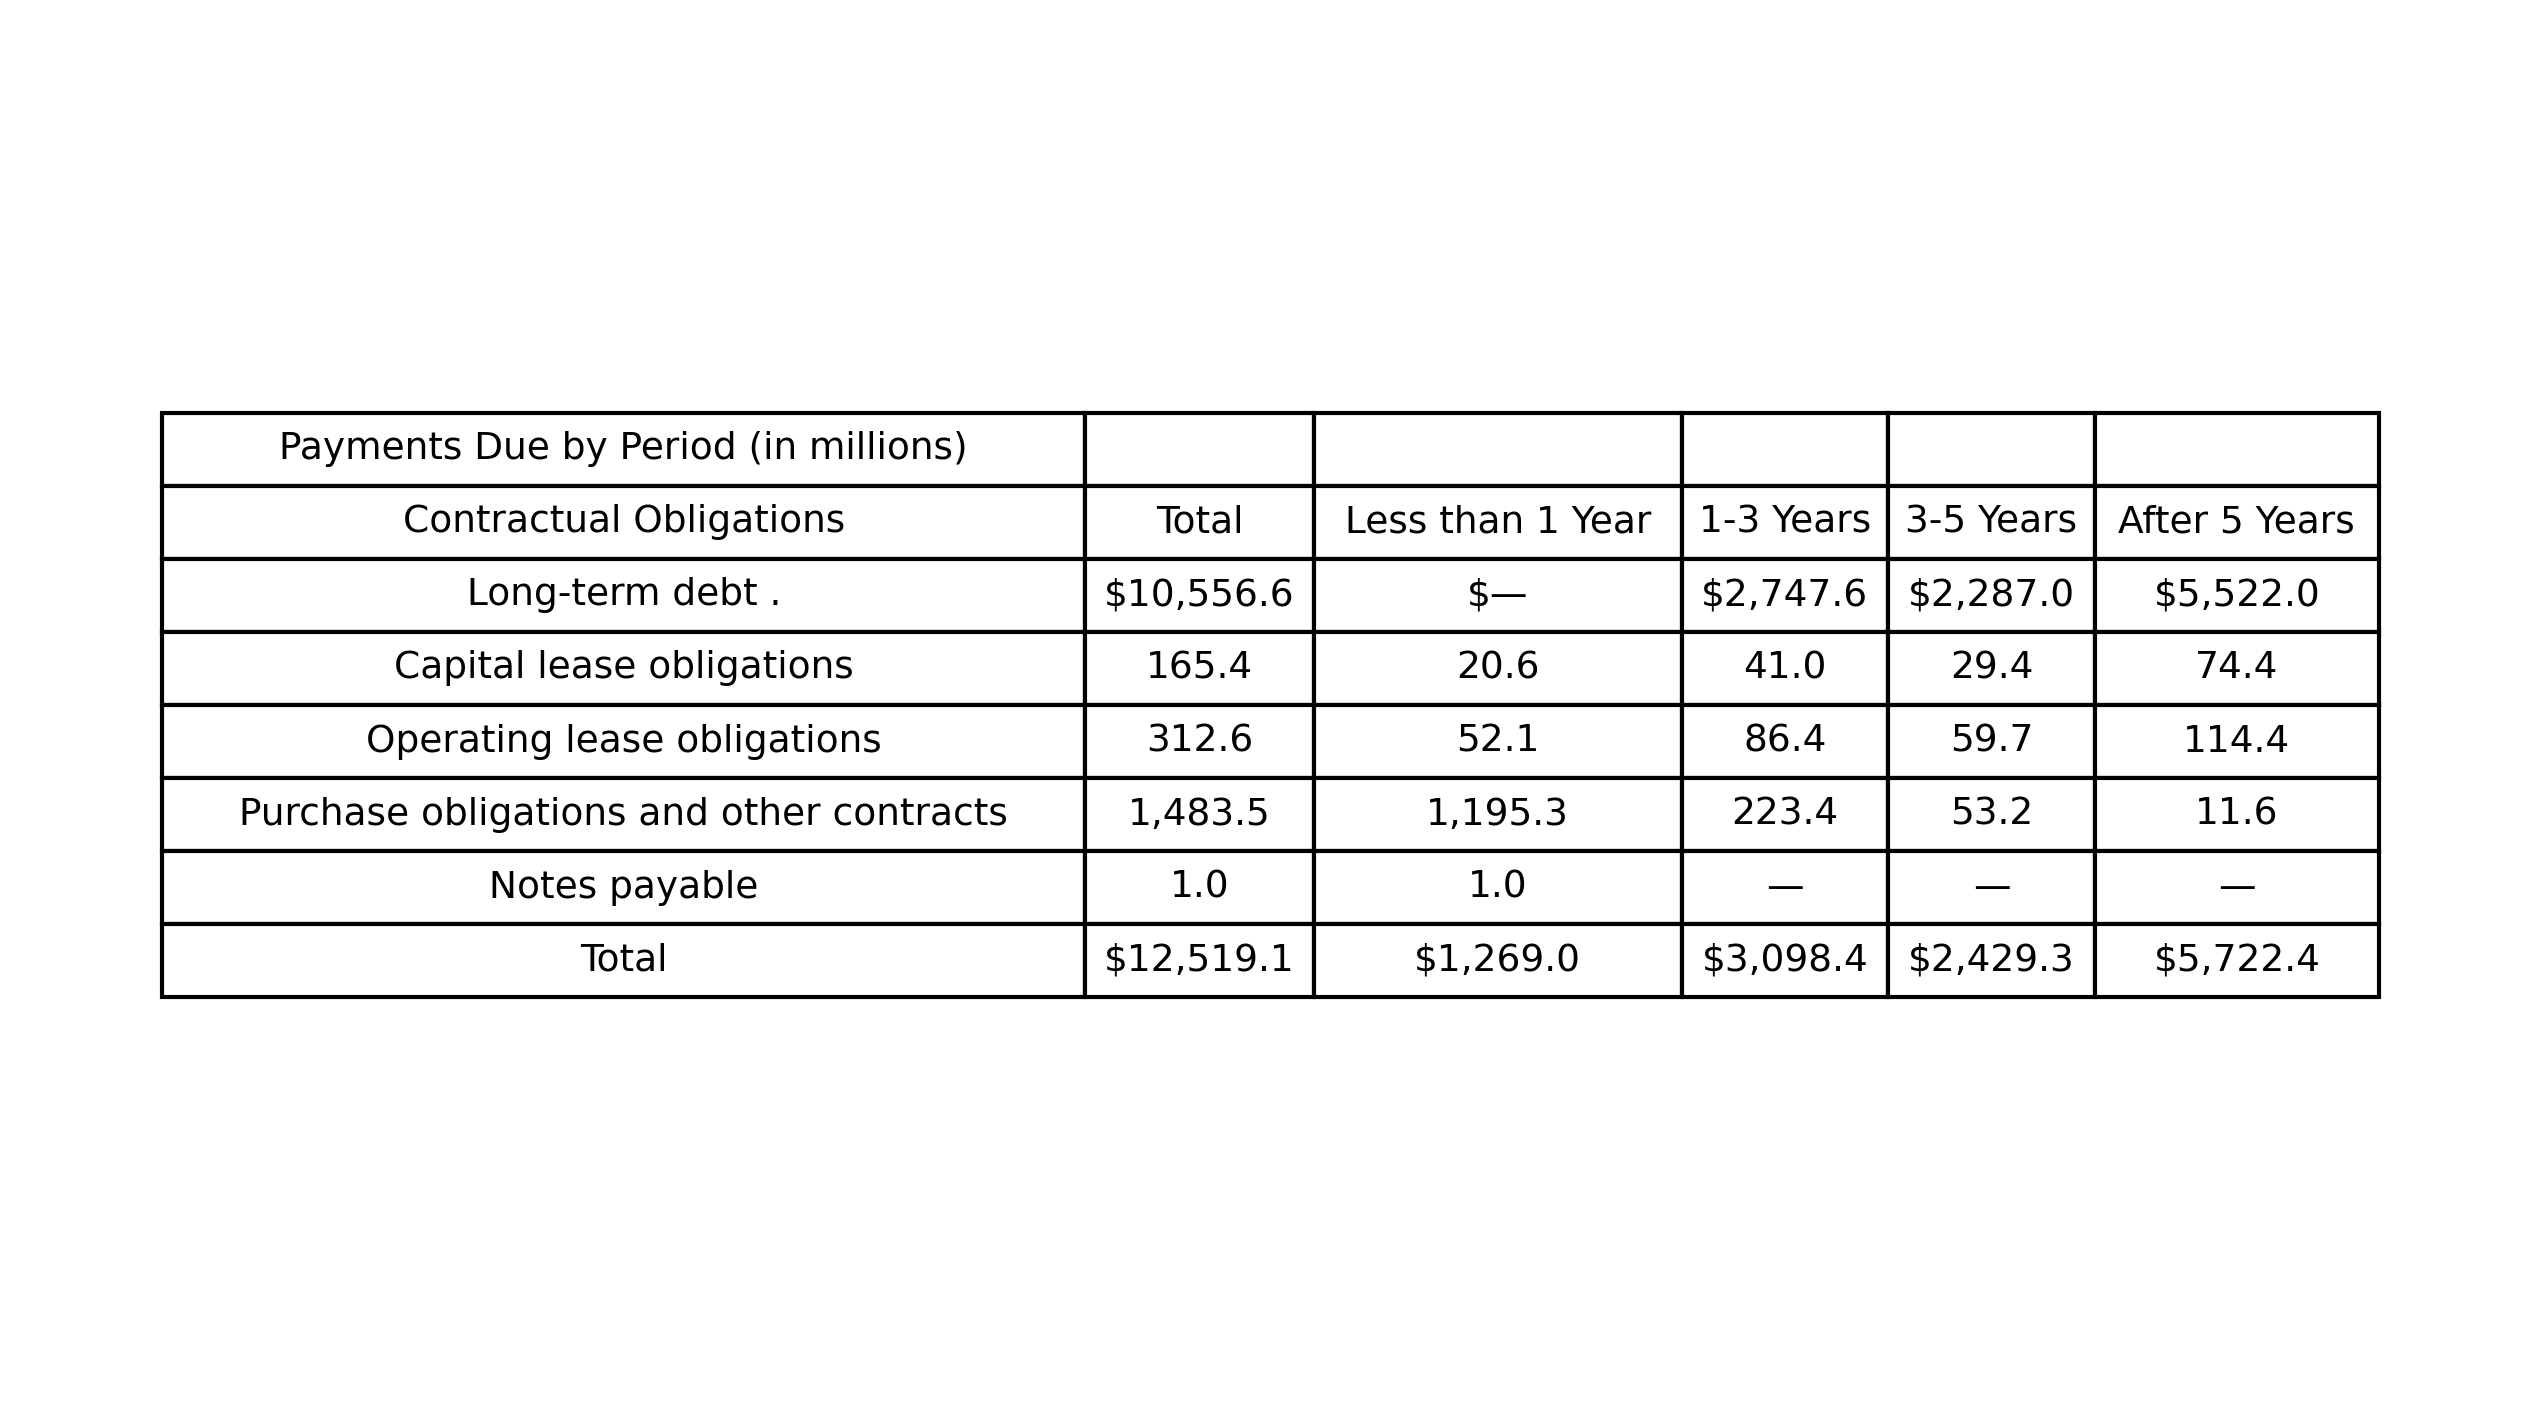 Payments Due by Period (in millions)
Contractual Obligations Total Less than 1 Year 1-3 Years 3-5 Years After 5 Years
Long-term debt . $10,556.6 $— $2,747.6 $2,287.0 $5,522.0
Capital lease obligations 165.4 20.6 41.0 29.4 74.4
Operating lease obligations 312.6 52.1 86.4 59.7 114.4
Purchase obligations and other contracts 1,483.5 1,195.3 223.4 53.2 11.6
Notes payable 1.0 1.0 — — —
Total $12,519.1 $1,269.0 $3,098.4 $2,429.3 $5,722.4